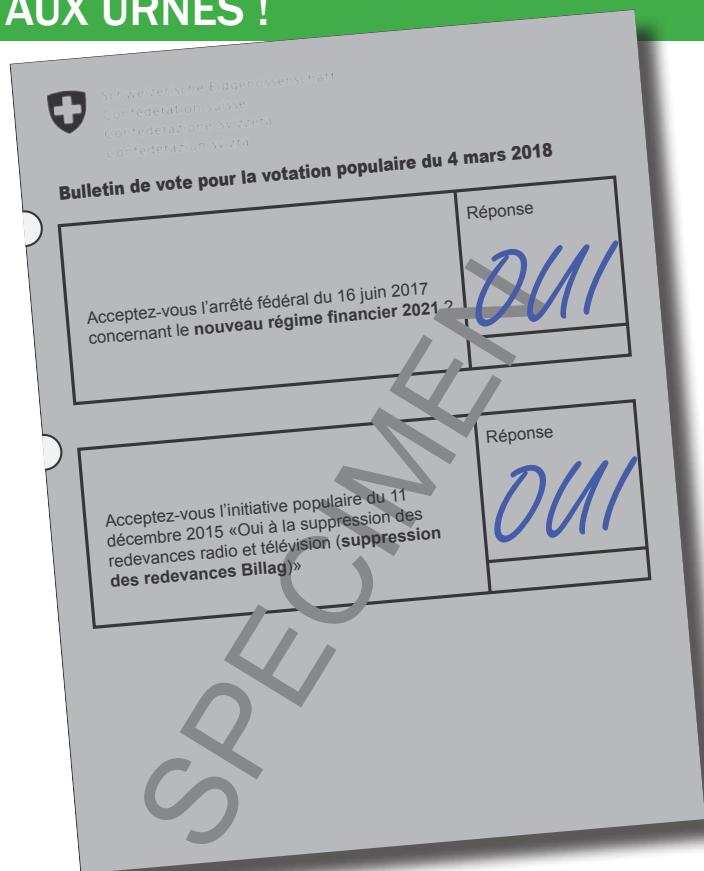 AUX URNES !
Schweizerische Eidgenossenschaft
Confédération suisse
Confederazione Svizzera
Confederaziun svizra
Bulletin de vote pour la votation populaire du 4 mars 2018
Acceptez-vous l’arrêté fédéral du 16 juin 2017
concernant le nouveau régime financier 2021 ?
Réponse
OUI
Acceptez-vous l’initiative populaire du 11
décembre 2015 «Oui à la suppression des
redevances radio et télévision (suppression
des redevances Billag)»
Réponse
OUI
SPECIMEN